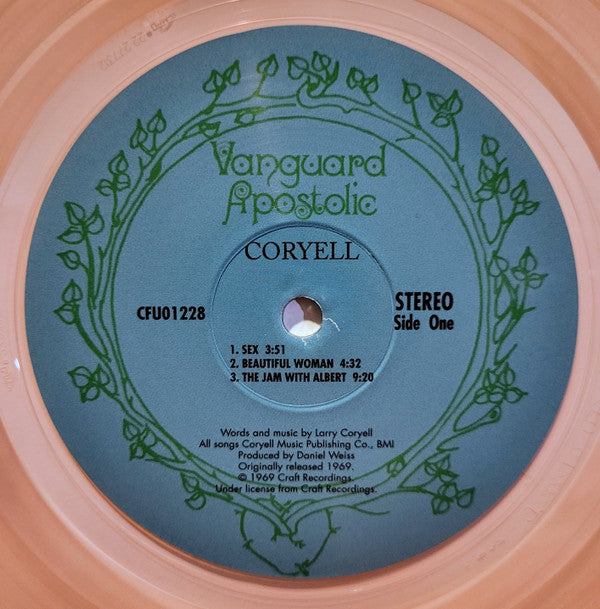 Vanguard
Apostolic
CORYELL
CFU01228
STEREO
Side One
1. SEX 3:51
2. BEAUTIFUL WOMAN 4:32
3. THE JAM WITH ALBERT 9:20
Words and music by Larry Coryell
All songs Coryell Music Publishing Co., BMI
Produced by Daniel Weiss
Originally released 1969.
© 1969 Craft Recordings.
Under license from Craft Recordings.